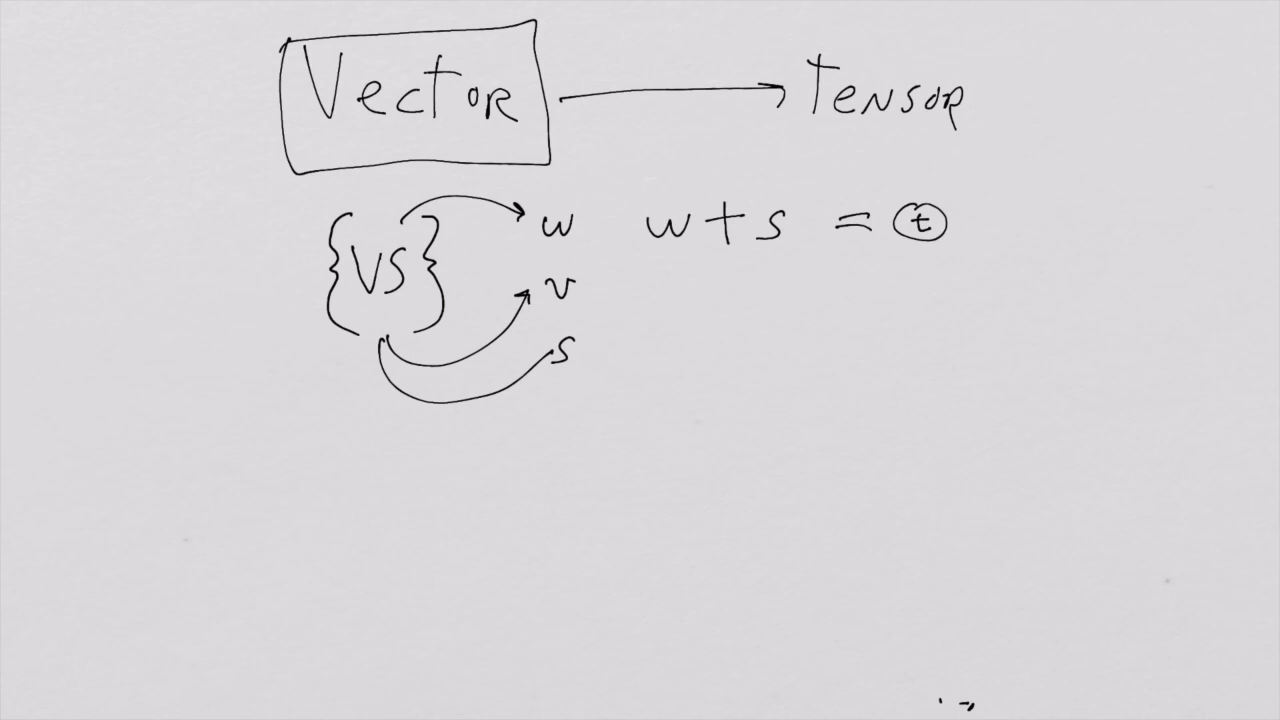 Vector → Tensor
{VS} w w + s = t
v
s